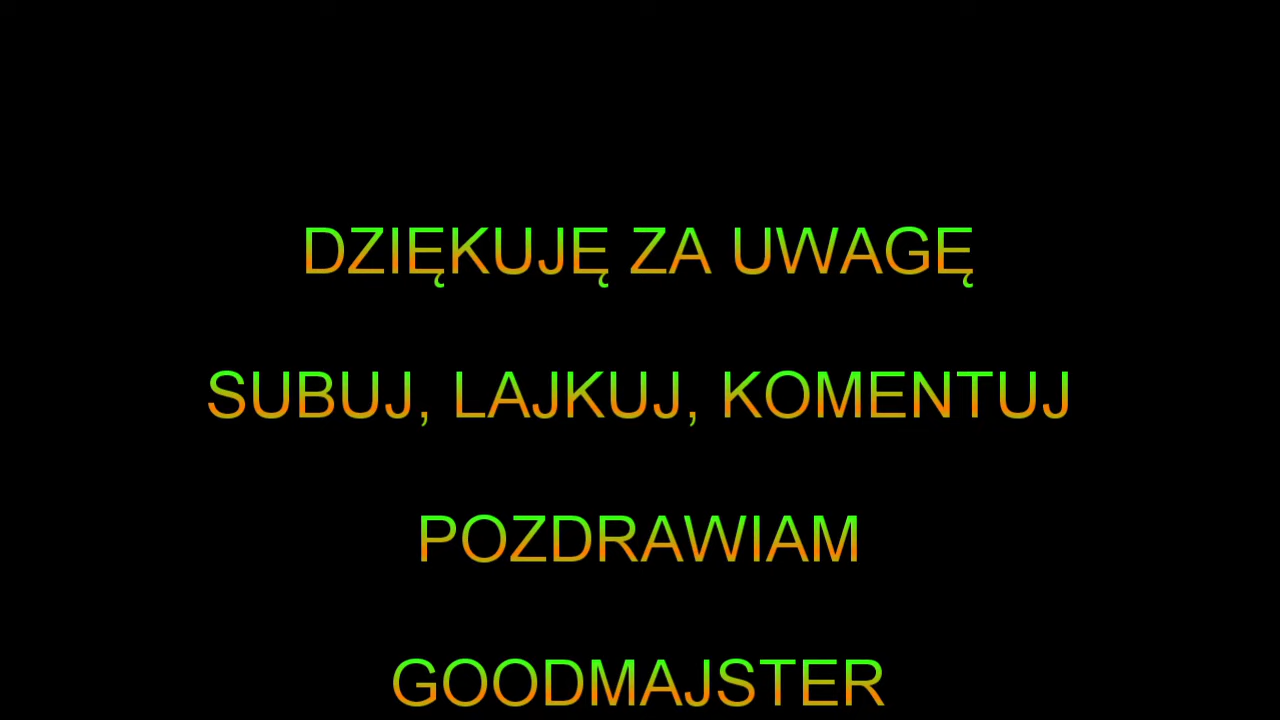 DZIĘKUJĘ ZA UWAGĘ
SUBUJ, LAJKUJ, KOMENTUJ
POZDRAWIAM
GOODMAJSTER